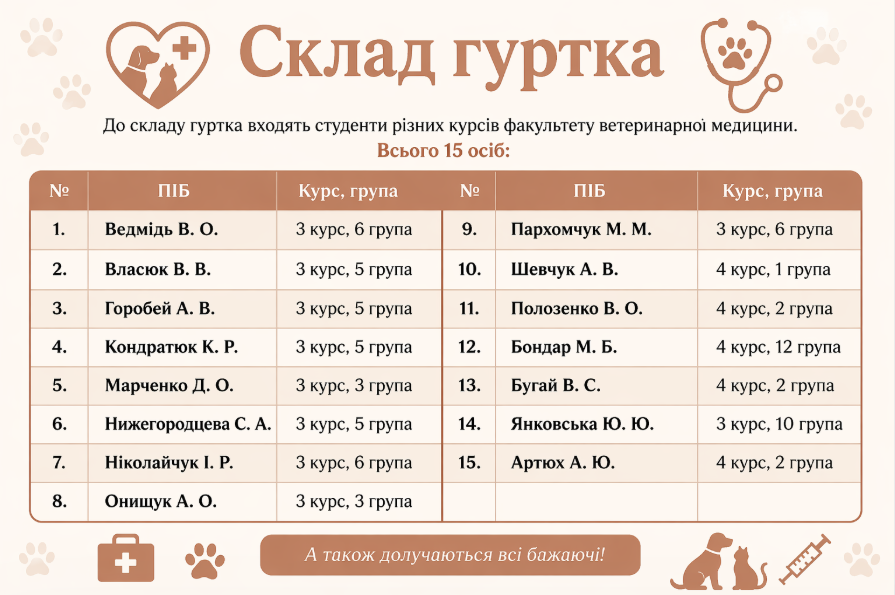 Склад гуртка
До складу гуртка входять студенти різних курсів факультету ветеринарної медицини.
Всього 15 осіб:
№ ПІБ Курс, група № ПІБ Курс, група
1. Ведмідь В. О. 3 курс, 6 група 9. Пархомчук М. М. 3 курс, 6 група
2. Власюк В. В. 3 курс, 5 група 10. Шевчук А. В. 4 курс, 1 група
3. Горобей А. В. 3 курс, 5 група 11. Полозенко В. О. 4 курс, 2 група
4. Кондратюк К. Р. 3 курс, 5 група 12. Бондар М. Б. 4 курс, 12 група
5. Марченко Д. О. 3 курс, 3 група 13. Бугай В. С. 4 курс, 2 група
6. Нижегородцева С. А. 3 курс, 5 група 14. Янковська Ю. Ю. 3 курс, 10 група
7. Ніколайчук І. Р. 3 курс, 6 група 15. Артюх А. Ю. 4 курс, 2 група
8. Онищук А. О. 3 курс, 3 група
А також долучаються всі бажаючі!